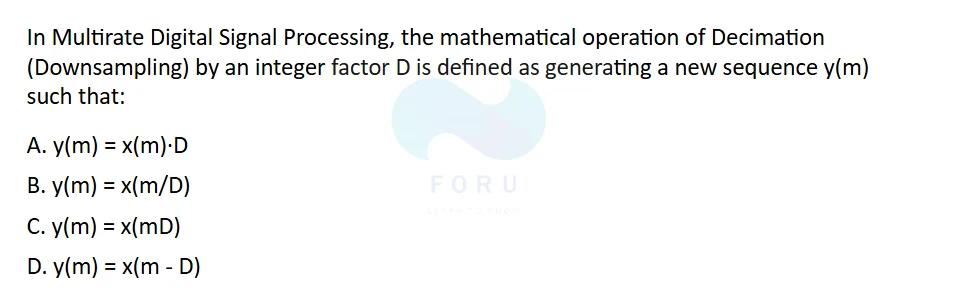 In Multirate Digital Signal Processing, the mathematical operation of Decimation
(Downsampling) by an integer factor D is defined as generating a new sequence y(m)
such that:
A. y(m) = x(m)·D
B. y(m) = x(m/D)
FORU
C. y(m) = x(mD)
D. y(m) = x(m - D)